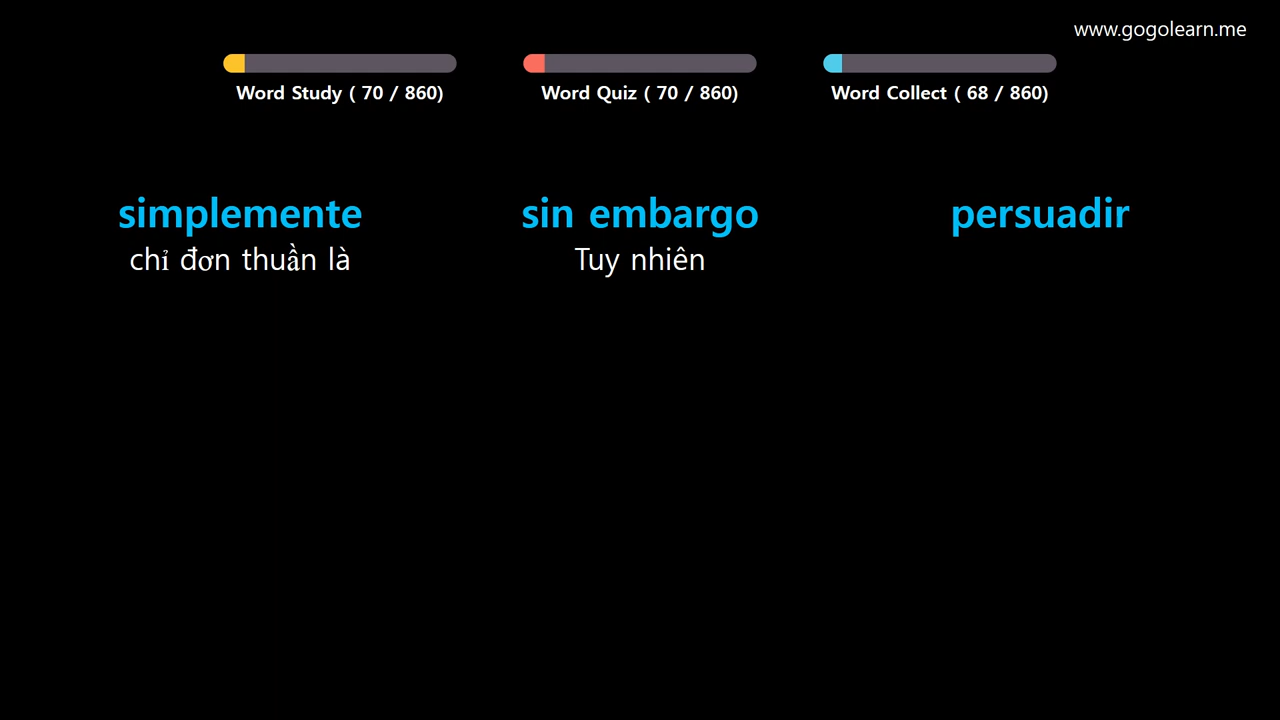 www.gogolearn.me
Word Study ( 70 / 860)
Word Quiz ( 70 / 860)
Word Collect ( 68 / 860)
simplemente
sin embargo
persuadir
chỉ đơn thuần là
Tuy nhiên